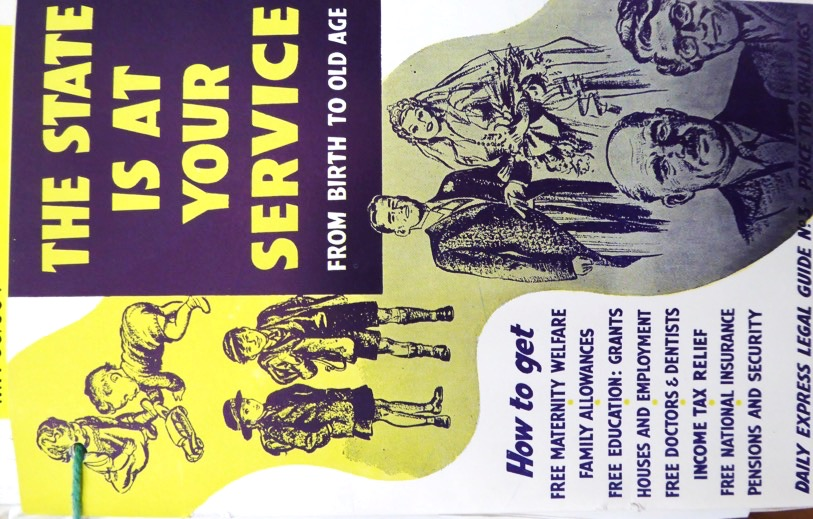 THE STATE
IS AT
YOUR
SERVICE
FROM BIRTH TO OLD AGE
How to get
FREE MATERNITY WELFARE
FAMILY ALLOWANCES
FREE EDUCATION: GRANTS
HOUSES AND EMPLOYMENT
FREE DOCTORS & DENTISTS
INCOME TAX RELIEF
FREE NATIONAL INSURANCE
PENSIONS AND SECURITY
DAILY EXPRESS LEGAL GUIDE Nº5 PRICE TWO SHILLINGS